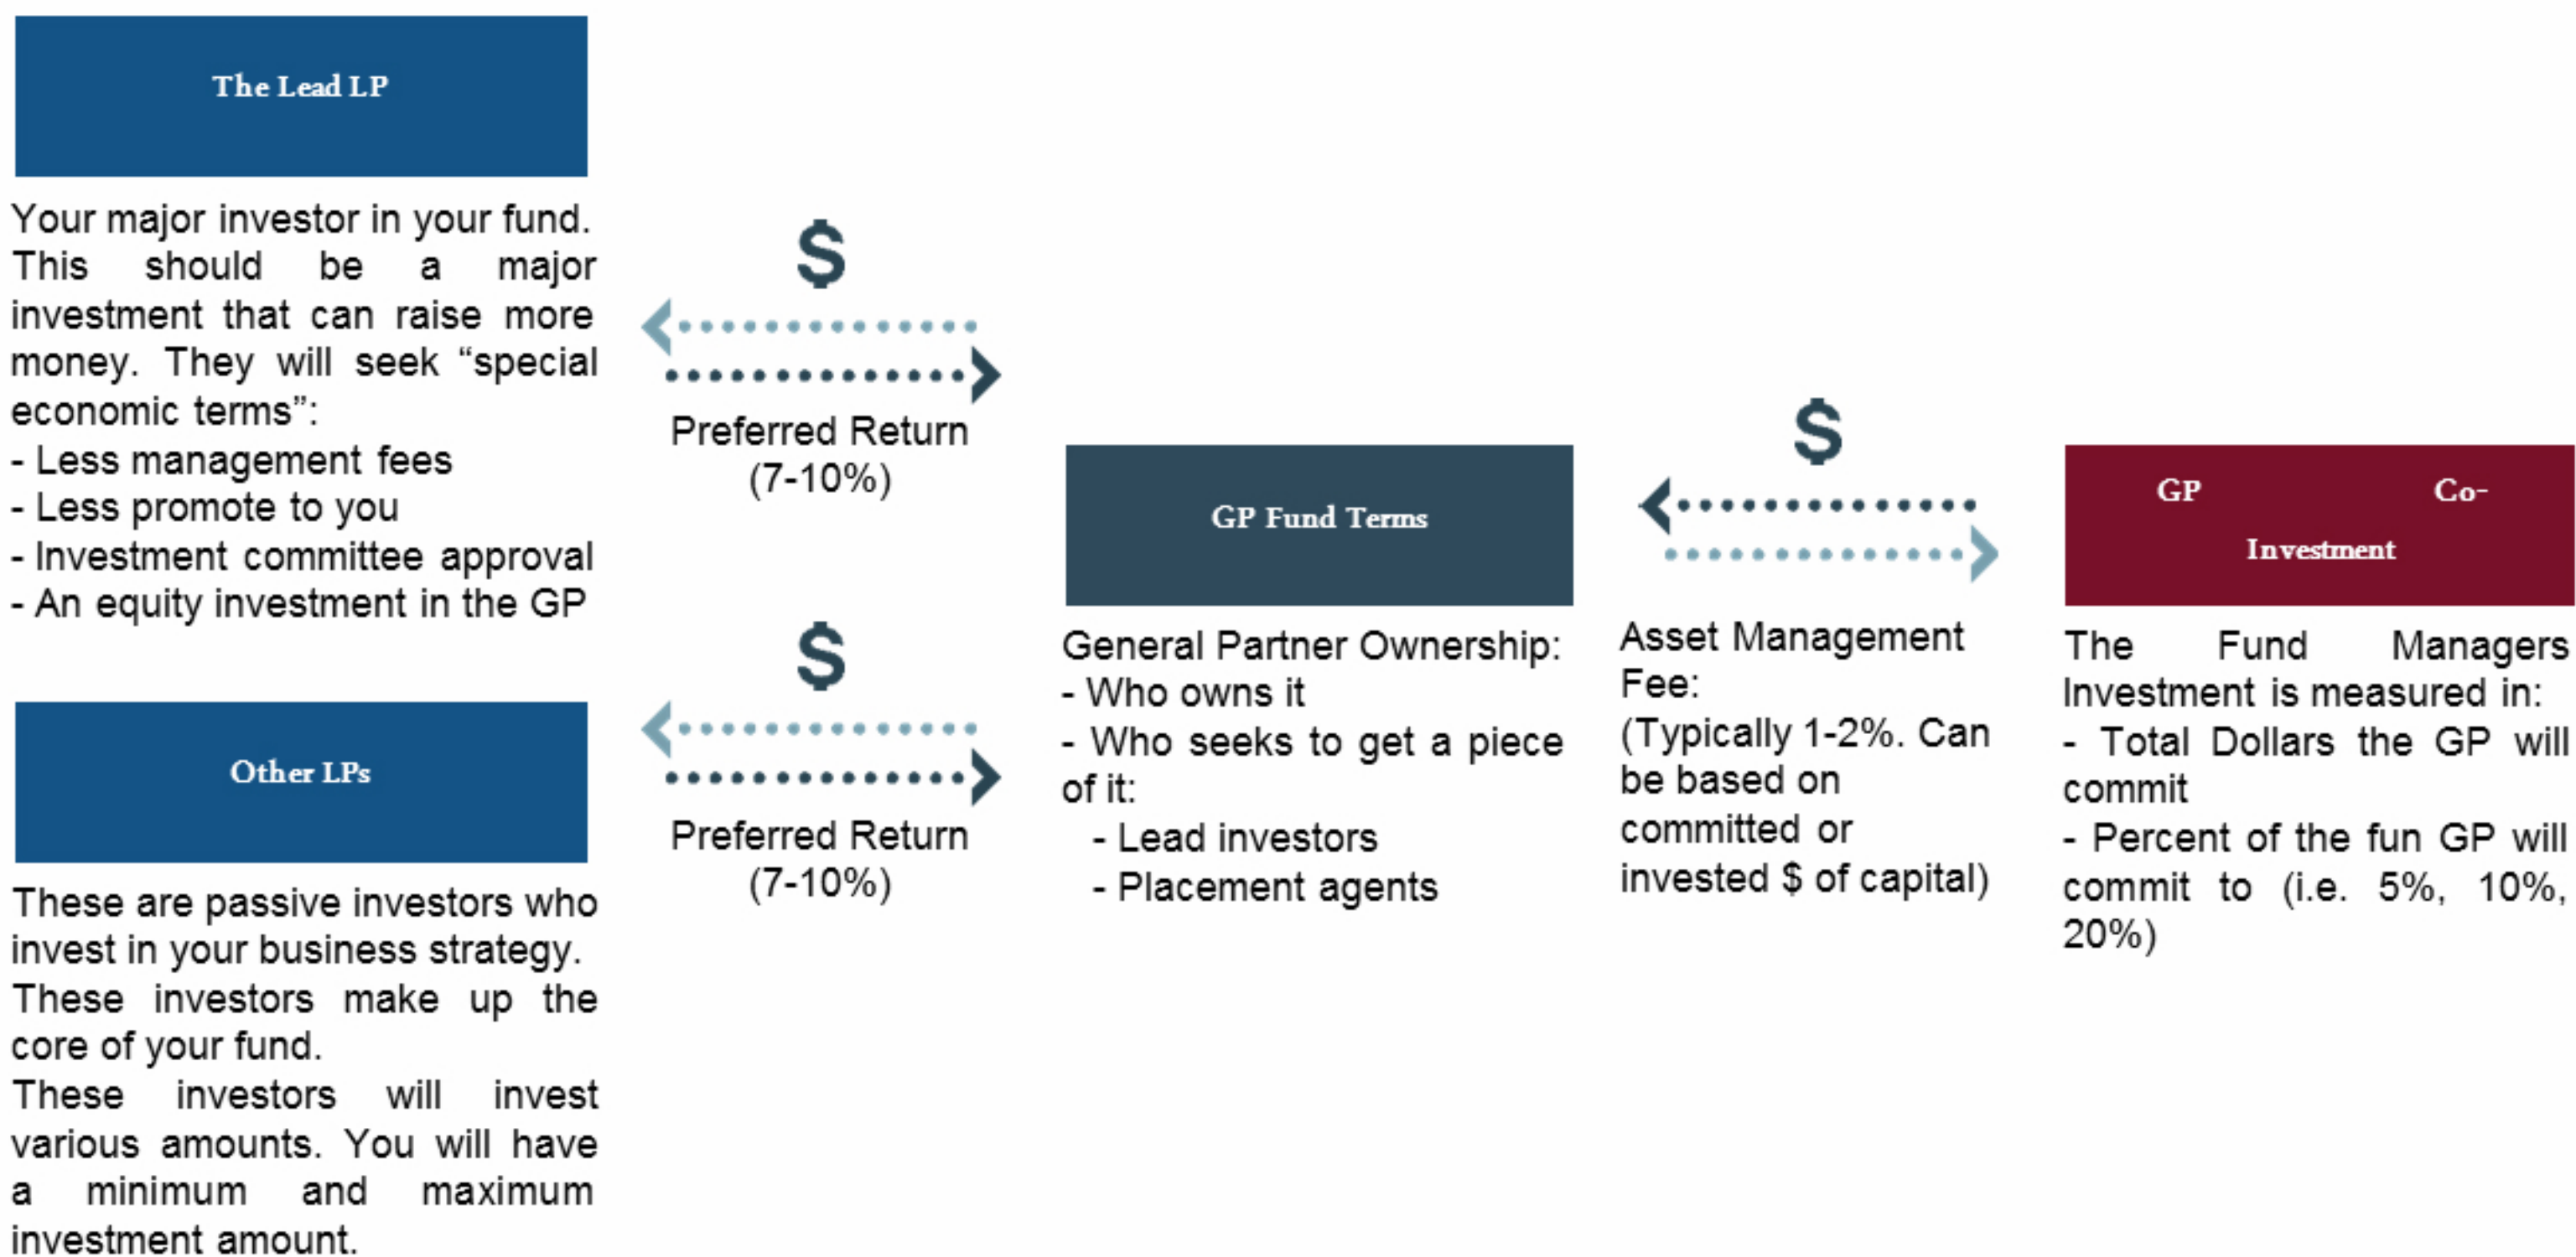 The Lead LP
Your major investor in your fund.
This should be a major
investment that can raise more
money. They will seek “special
economic terms”:
- Less management fees
- Less promote to you
- Investment committee approval
- An equity investment in the GP
Other LPs
These are passive investors who
invest in your business strategy.
These investors make up the
core of your fund.
These investors will invest
various amounts. You will have
a minimum and maximum
investment amount.
$
Preferred Return
(7-10%)
$
Preferred Return
(7-10%)
GP Fund Terms
General Partner Ownership:
- Who owns it
- Who seeks to get a piece
of it:
- Lead investors
- Placement agents
$
Asset Management
Fee:
(Typically 1-2%. Can
be based on
committed or
invested $ of capital)
GP Co-
Investment
The Fund Managers
Investment is measured in:
- Total Dollars the GP will
commit
- Percent of the fun GP will
commit to (i.e. 5%, 10%,
20%)